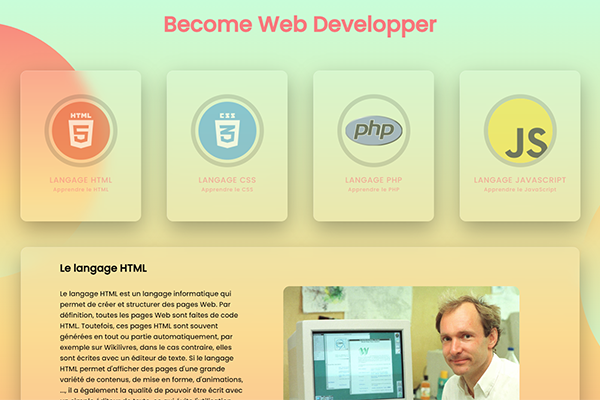 Become Web Developper
HTML
5
CSS
3
php
JS
LANGAGE HTML
Apprendre le HTML
LANGAGE CSS
Apprendre le CSS
LANGAGE PHP
Apprendre le PHP
LANGAGE JAVASCRIPT
Apprendre le JavaScript
Le langage HTML
Le langage HTML est un langage informatique qui
permet de créer et structurer des pages Web. Par
définition, toutes les pages Web sont faites de code
HTML. Toutefois, ces pages HTML sont souvent
générées en tout ou partie automatiquement, par
exemple sur Wikilivres, dans le cas contraire, elles
sont écrites avec un éditeur de texte. Si le langage
HTML permet d'afficher des pages d'une grande
variété de contenus, de mise en forme, d'animations,
..., il a également la qualité de pouvoir être écrit avec